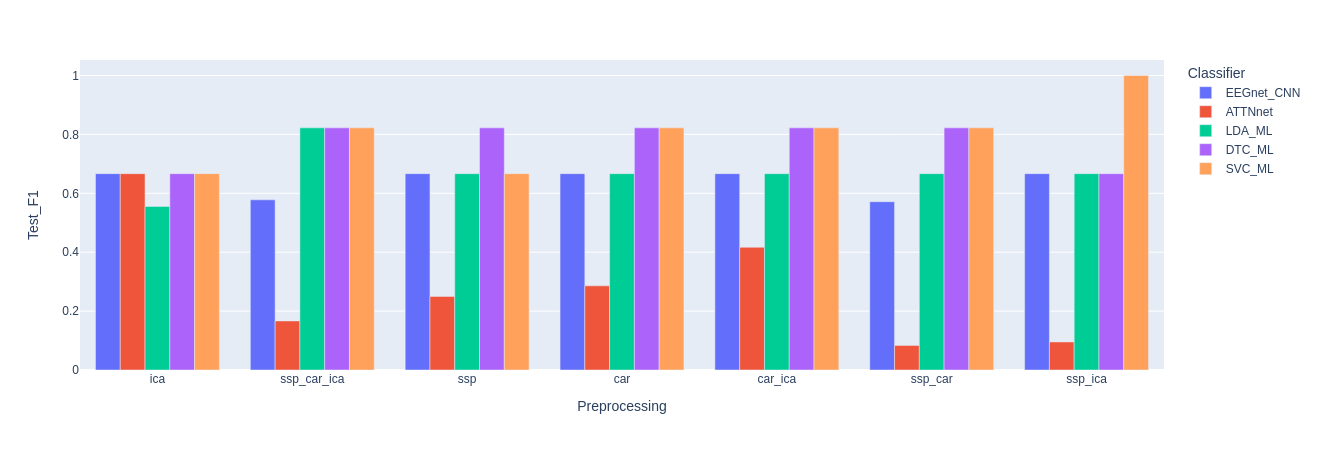 Classifier
EEGnet_CNN
ATTNnet
LDA_ML
DTC_ML
SVC_ML
Test_F1
1
0.8
0.6
0.4
0.2
0
ica ssp_car_ica ssp car car_ica ssp_car ssp_ica
Preprocessing